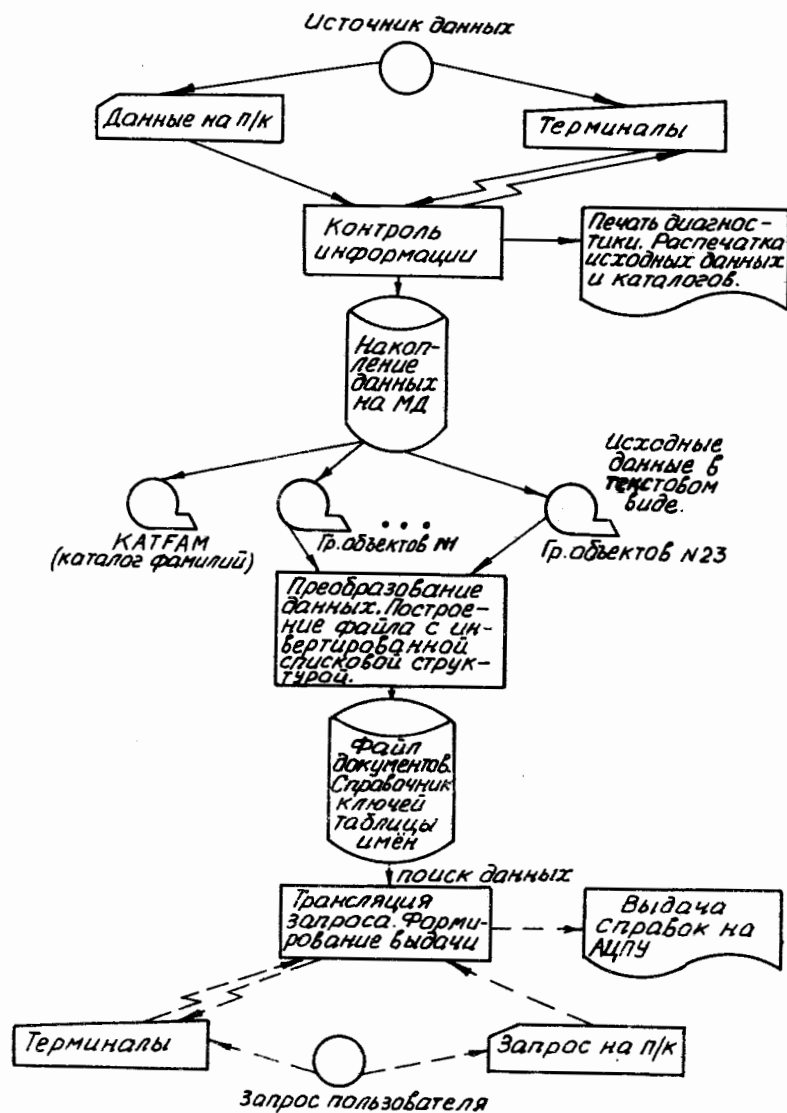 Источник данных
Данные на п/к
Терминалы
Контроль
информации
Печать диагнос-
тики. Распечатка
исходных данных
и каталогов.
Накоп-
ление
данных
на МД
Исходные
данные в
текстовом
виде.
KATFAM
(каталог фамилий)
Гр. объектов №1
...
Гр. объектов N23
Преобразование
данных. Построе-
ние файла с ин-
вертированной
списковой струк-
турой.
Файл
документов.
Справочник
ключей
таблицы
имён
поиск данных
Трансляция
запроса. Форми-
рование выдачи
Выдача
справок на
АЦПУ
Терминалы
Запрос на п/к
Запрос пользователя